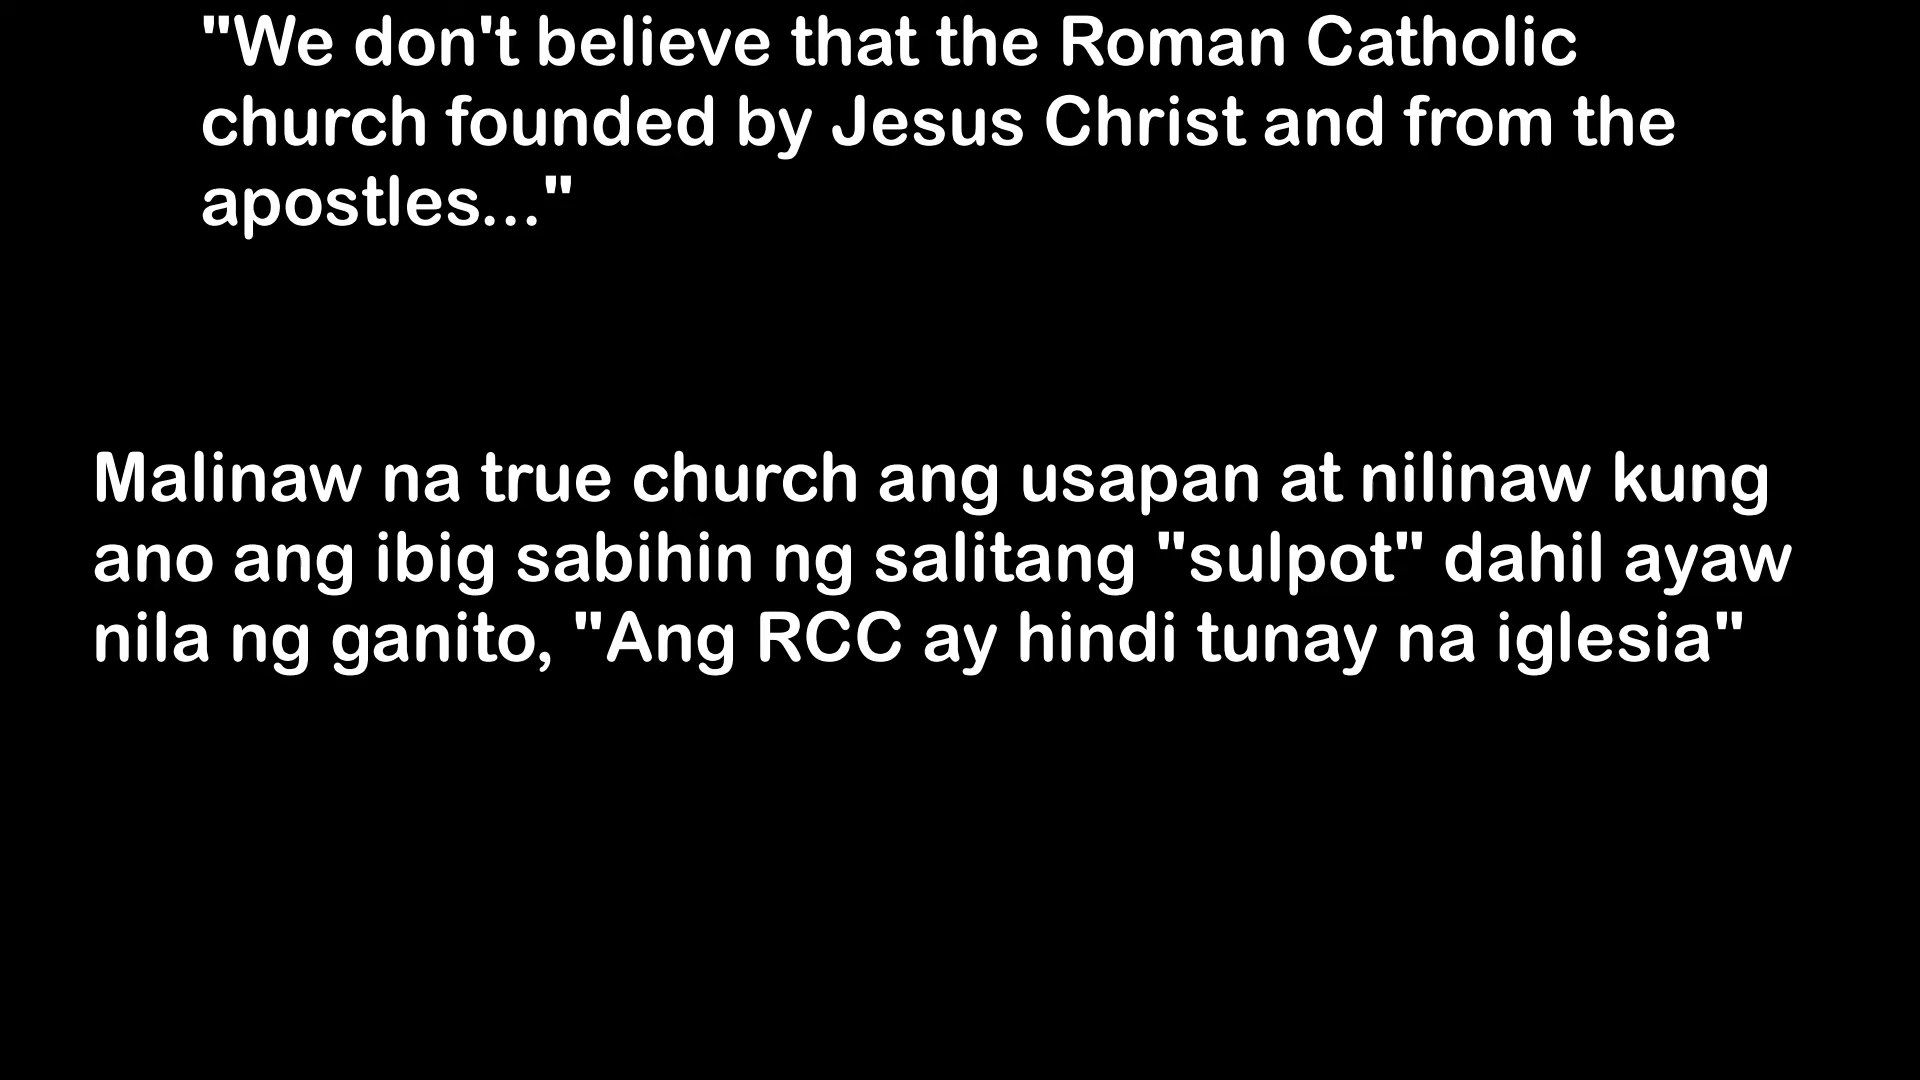 "We don't believe that the Roman Catholic
church founded by Jesus Christ and from the
apostles..."
Malinaw na true church ang usapan at nilinaw kung
ano ang ibig sabihin ng salitang "sulpot" dahil ayaw
nila ng ganito, "Ang RCC ay hindi tunay na iglesia"